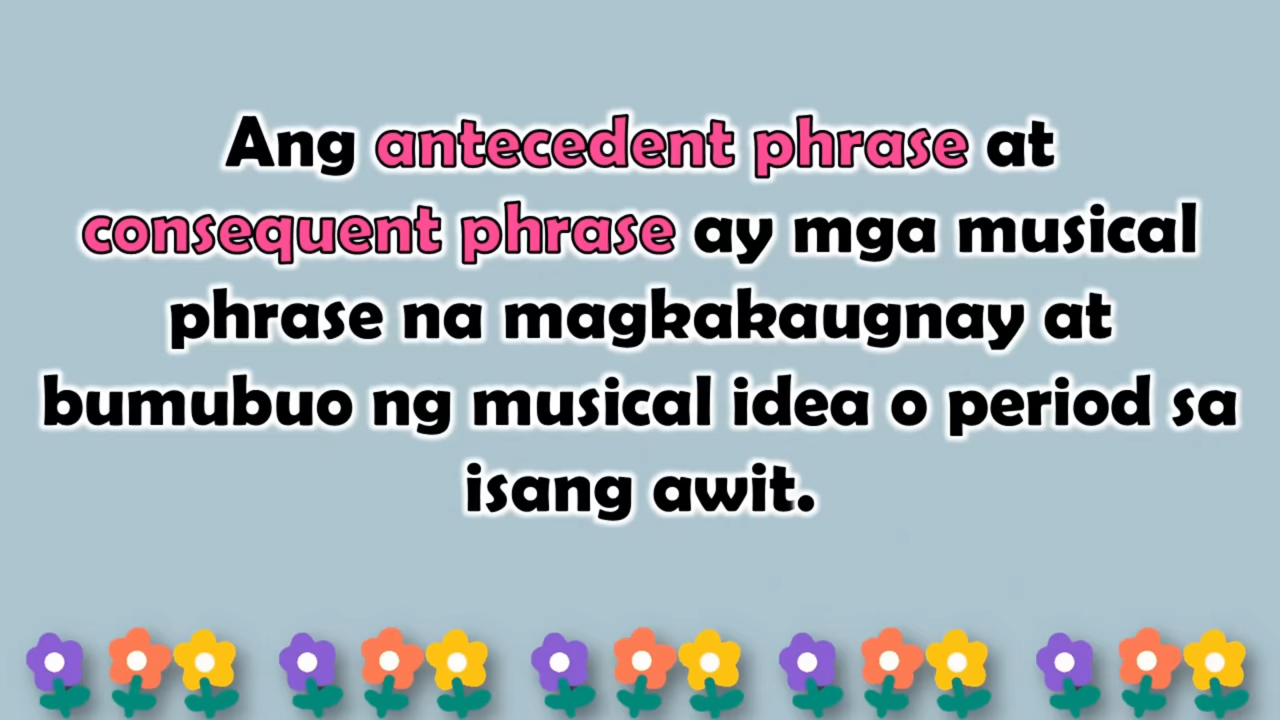 Ang antecedent phrase at
consequent phrase ay mga musical
phrase na magkakaugnay at
bumubuo ng musical idea o period sa
isang awit.